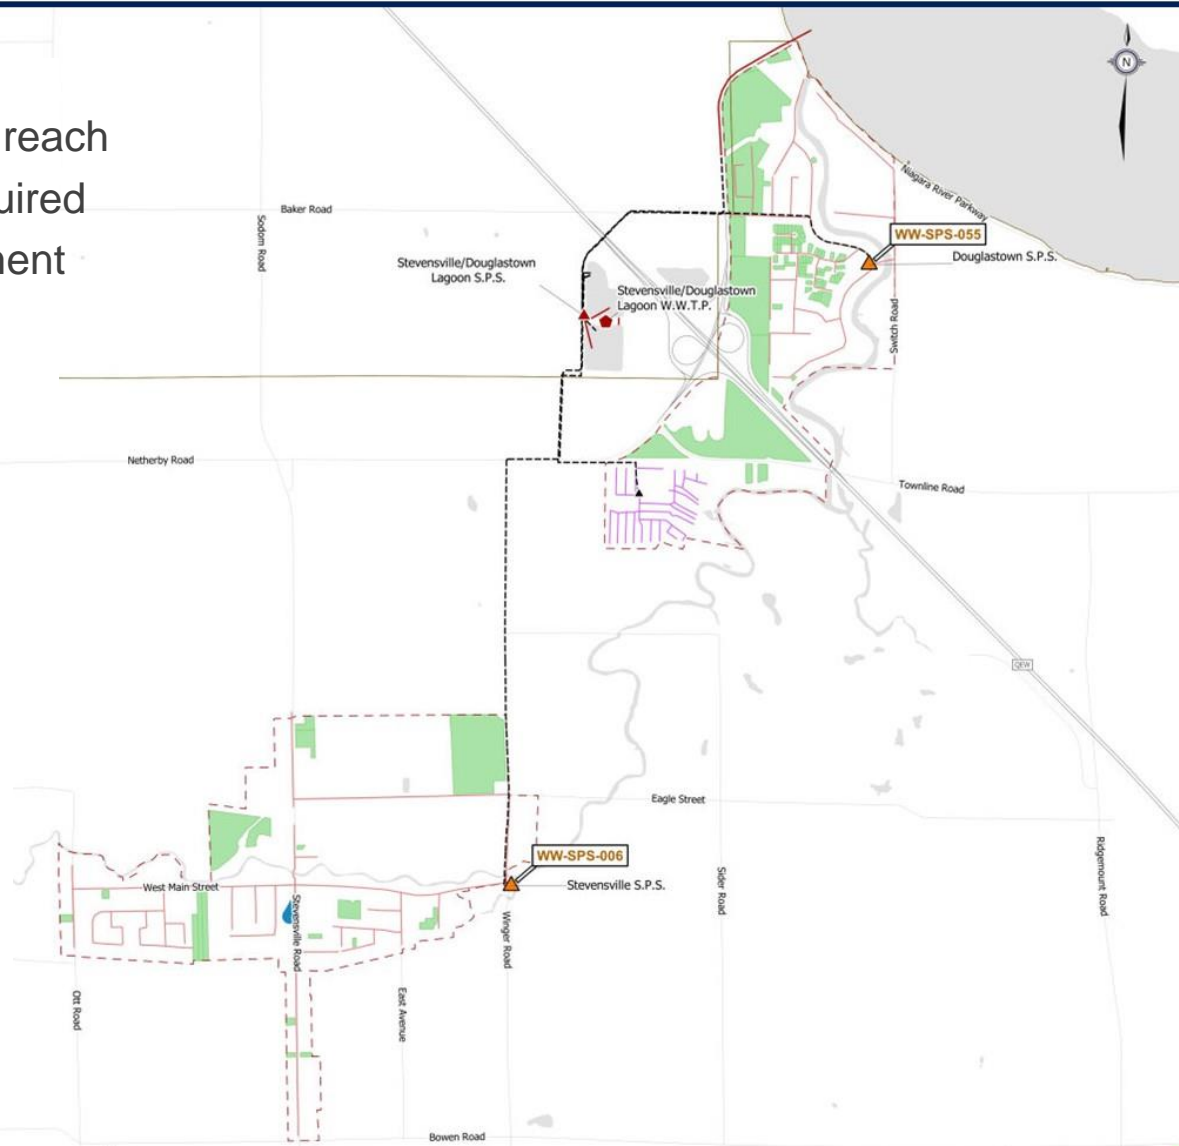 reach
uired
nent
N
Niagara River Parkway
Baker Road
Sodom Road
WW-SPS-055
Douglastown S.P.S.
Stevensville/Douglastown
Lagoon S.P.S.
Stevensville/Douglastown
Lagoon W.W.T.P.
Switch Road
Netherby Road
Townline Road
QEW
Eagle Street
Ridgemount Road
WW-SPS-006
Stevensville S.P.S.
West Main Street
Sider Road
Stevensville Road
Winger Road
Ott Road
East Avenue
Bowen Road